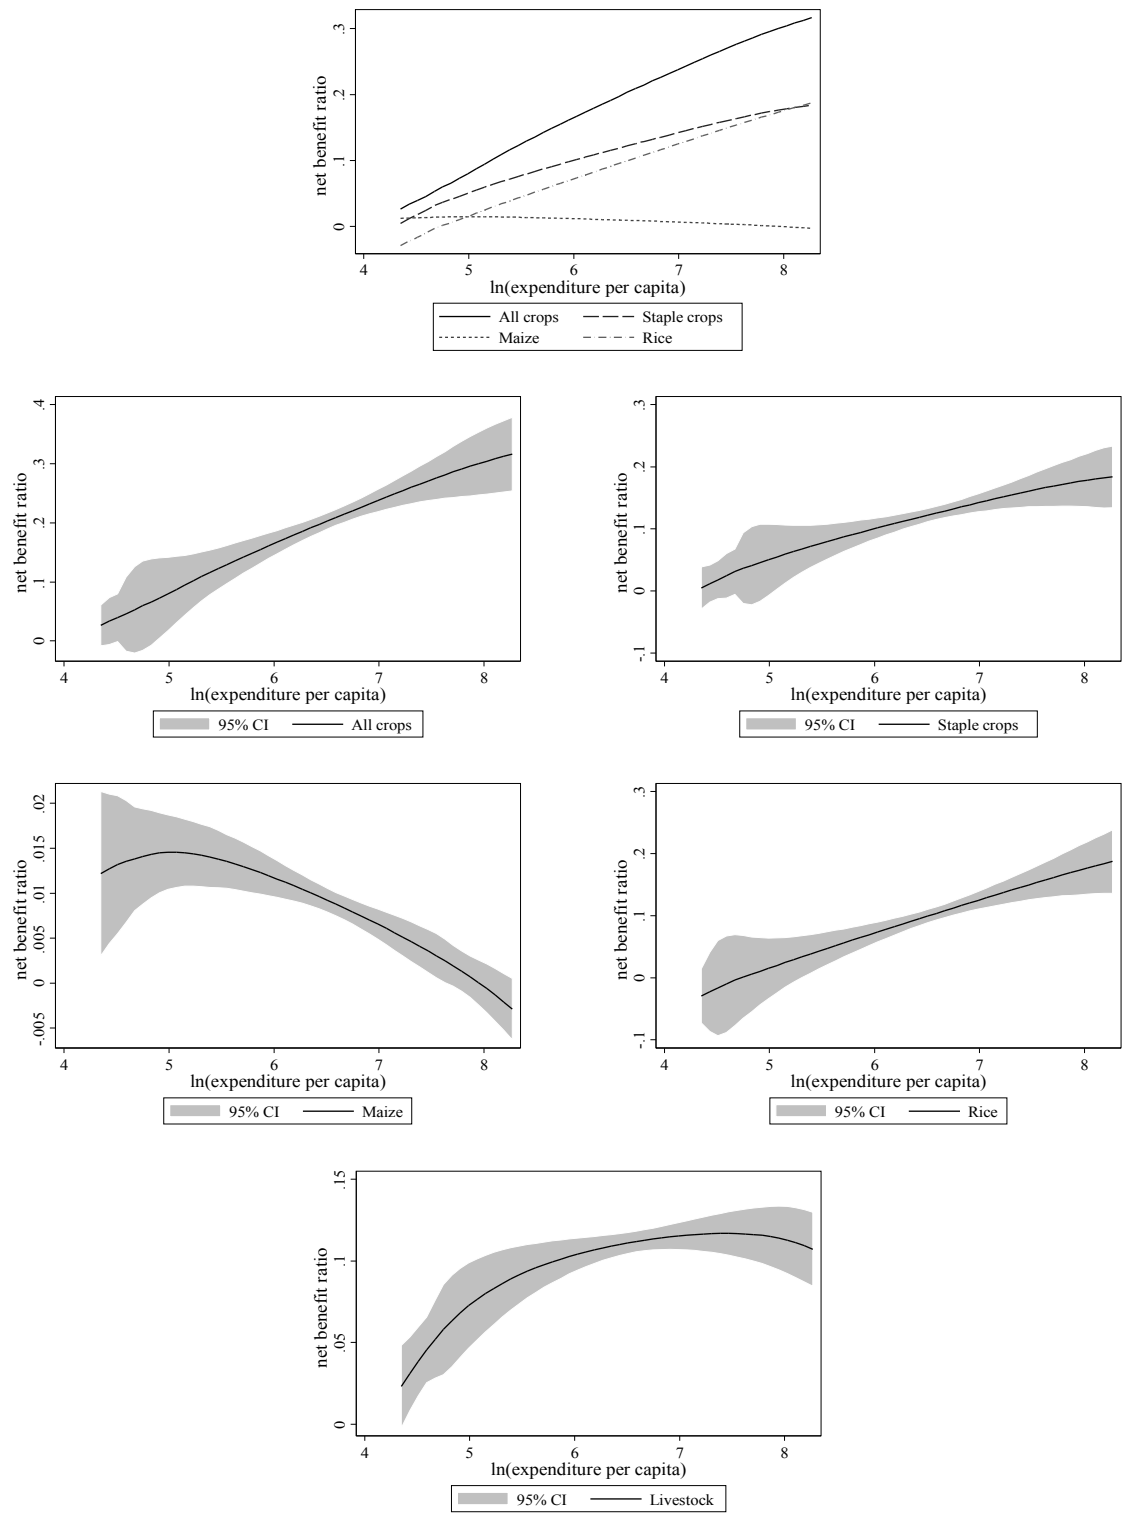 net benefit ratio
.3
.2
.1
0
4 5 6 7 8
ln(expenditure per capita)
All crops Staple crops
Maize Rice
net benefit ratio
.4
.3
.2
.1
0
4 5 6 7 8
ln(expenditure per capita)
95% CI All crops
net benefit ratio
.3
.2
.1
0
-.1
4 5 6 7 8
ln(expenditure per capita)
95% CI Staple crops
net benefit ratio
.02
.015
.01
.005
0
-.005
4 5 6 7 8
ln(expenditure per capita)
95% CI Maize
net benefit ratio
.3
.2
.1
0
-.1
4 5 6 7 8
ln(expenditure per capita)
95% CI Rice
net benefit ratio
.15
.1
.05
0
4 5 6 7 8
ln(expenditure per capita)
95% CI Livestock